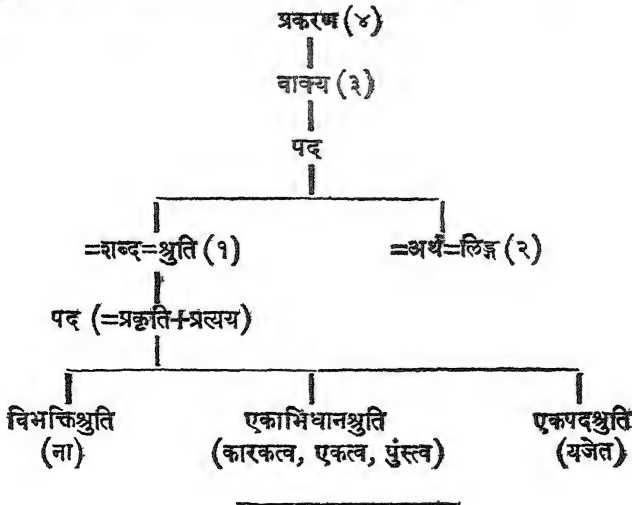 प्रकरण (४)
वाक्य (३)
पद
=शब्द=श्रुति (१) =अर्थ=लिङ्ग (२)
पद (=प्रकृति+प्रत्यय)
विभक्तिश्रुति एकाभिधानश्रुति एकपदश्रुति
(ना) (कारकत्व, एकत्व, पुंस्त्व) (यजेत)